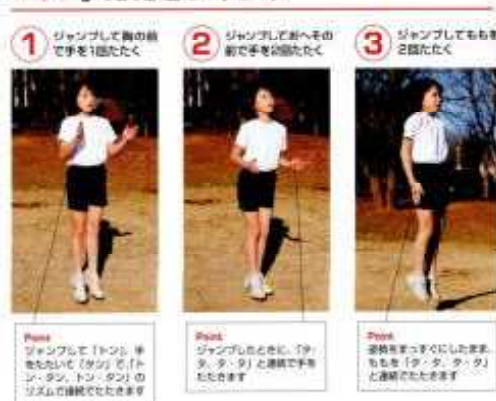 1
ジャンプして胸の前
で手を1回たたく
2
ジャンプしておへその
前で手を2回たたく
3
ジャンプしてももを
2回たたく
Point
ジャンプして「トン」、手
をたたいて「タン」で、「ト
ン・タン、トン・タン」の
リズムで連続でたたきます
Point
ジャンプしたときに、「タ・
タ、タ・タ」と連続で手を
たたきます
Point
姿勢をまっすぐにしたまま、
ももを「タ・タ、タ・タ」
と連続でたたきます